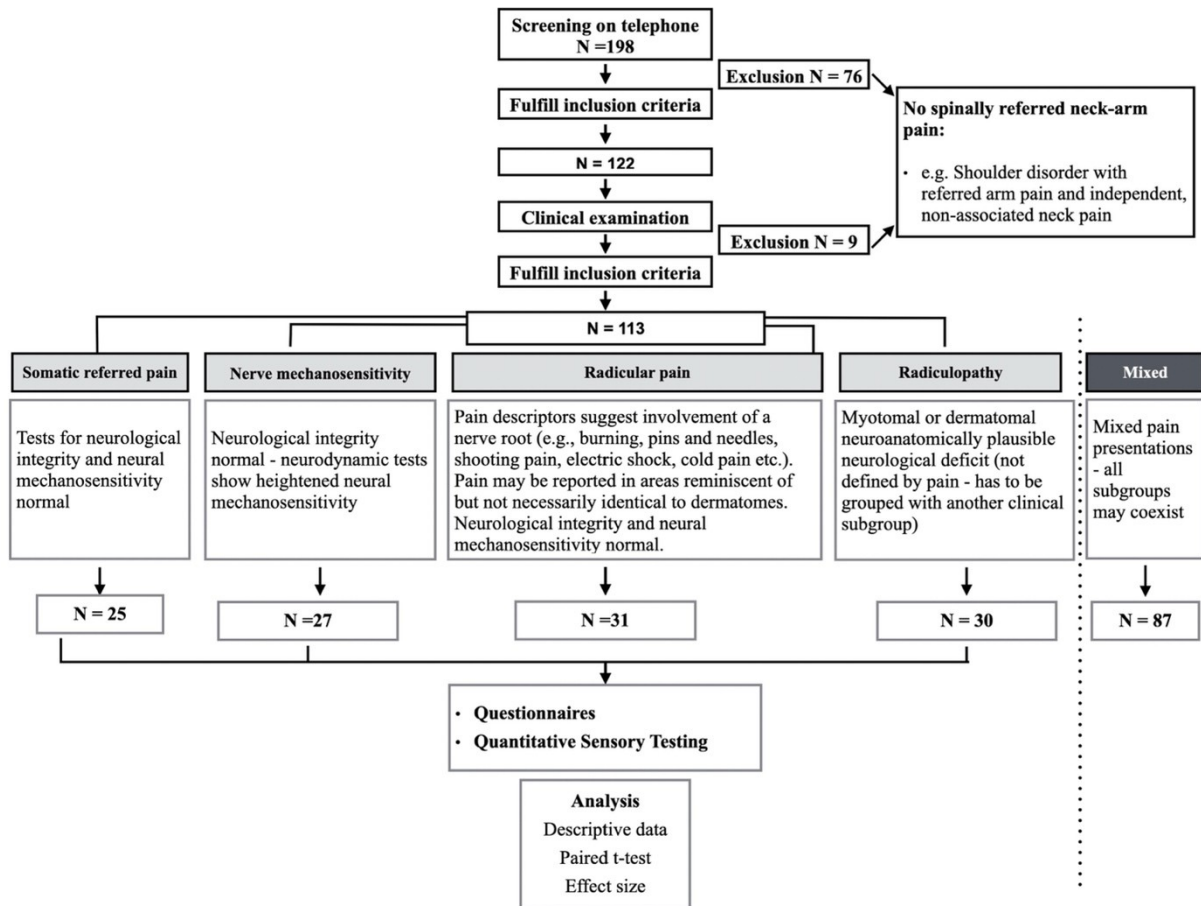 Screening on telephone
N =198
Exclusion N = 76
Fulfill inclusion criteria
No spinally referred neck-arm
pain:
• e.g. Shoulder disorder with
referred arm pain and independent,
non-associated neck pain
N = 122
Clinical examination
Exclusion N = 9
Fulfill inclusion criteria
N = 113
Somatic referred pain
Tests for neurological
integrity and neural
mechanosensitivity
normal
N = 25
Nerve mechanosensitivity
Neurological integrity
normal - neurodynamic tests
show heightened neural
mechanosensitivity
N =27
Radicular pain
Pain descriptors suggest involvement of a
nerve root (e.g., burning, pins and needles,
shooting pain, electric shock, cold pain etc.).
Pain may be reported in areas reminiscent of
but not necessarily identical to dermatomes.
Neurological integrity and neural
mechanosensitivity normal.
N =31
Radiculopathy
Myotomal or dermatomal
neuroanatomically plausible
neurological deficit (not
defined by pain - has to be
grouped with another clinical
subgroup)
N = 30
Mixed
Mixed pain
presentations
- all
subgroups
may coexist
N = 87
• Questionnaires
• Quantitative Sensory Testing
Analysis
Descriptive data
Paired t-test
Effect size